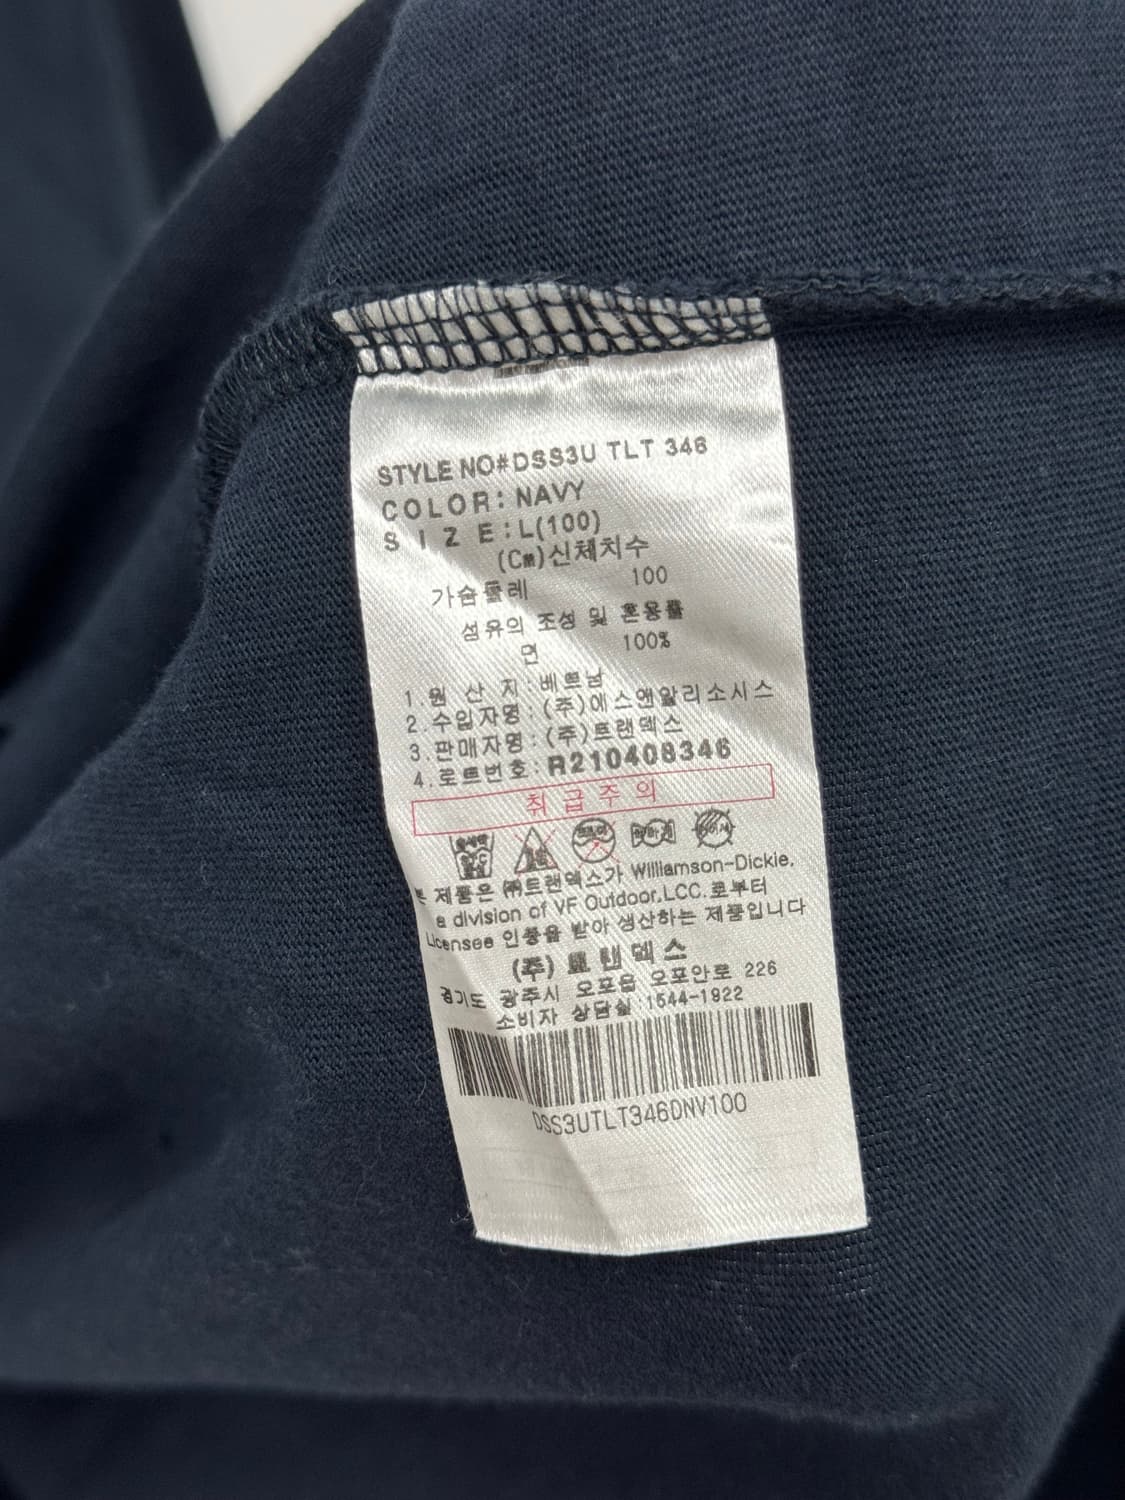 STYLE NO#DSS3U TLT 346
COLOR: NAVY
SIZE:L(100)
(Cm)신체치수
가슴둘레 100
섬유의 조성 및 혼용률
면 100%
1.원 산 지:베트남
2.수입자명:(주)에스앤알리소시스
3.판매자명:(주)트랜덱스
4.로트번호:R210408346
취급주의
본 제품은 ㈜트랜덱스가 Williamson-Dickie,
a division of VF Outdoor,LCC.로부터
Licensee 인증을 받아 생산하는 제품입니다
(주)트랜덱스
경기도 광주시 오포읍 오포안로 226
소비자 상담실:1544-1922
DSS3UTLT346DNV100